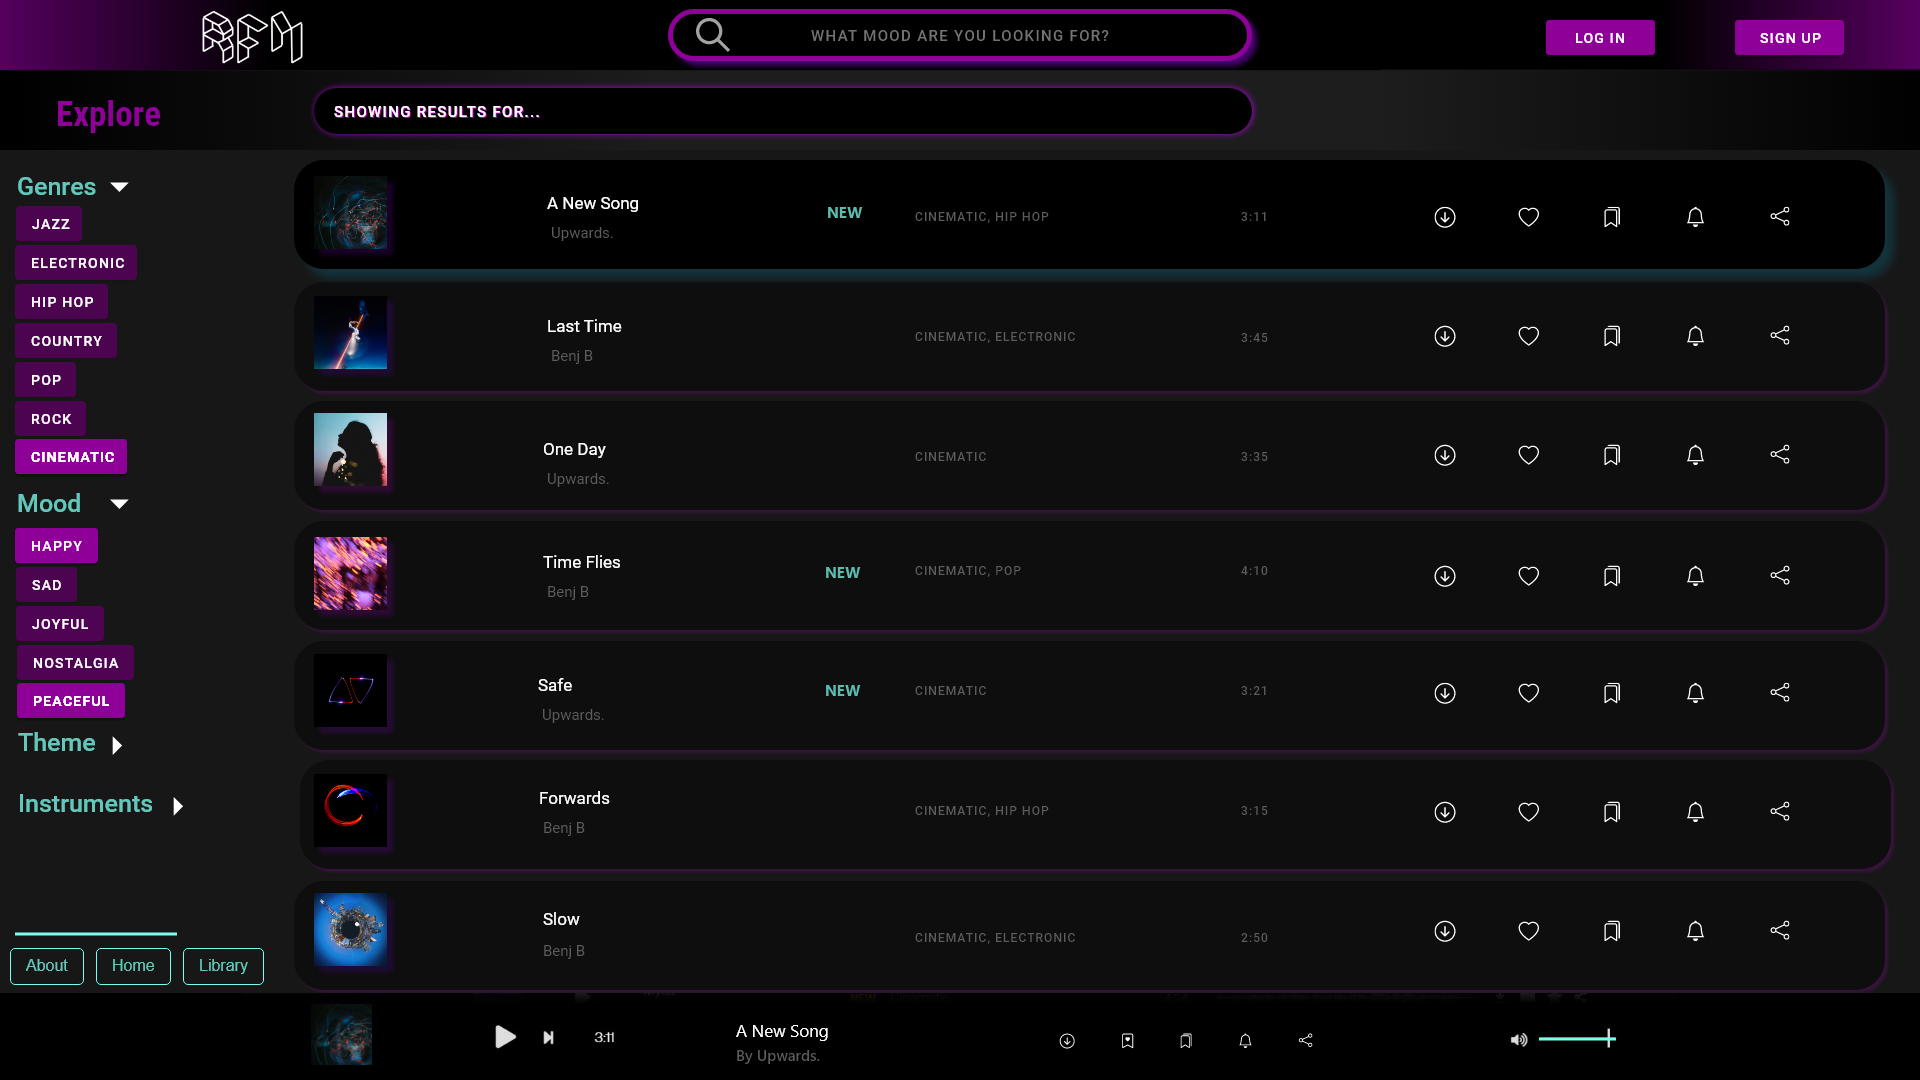 RFM
WHAT MOOD ARE YOU LOOKING FOR?
LOG IN
SIGN UP
Explore
SHOWING RESULTS FOR...
Genres
JAZZ
ELECTRONIC
HIP HOP
COUNTRY
POP
ROCK
CINEMATIC
Mood
HAPPY
SAD
JOYFUL
NOSTALGIA
PEACEFUL
Theme
Instruments
About
Home
Library
A New Song
Upwards.
NEW
CINEMATIC, HIP HOP
3:11
Last Time
Benj B
CINEMATIC, ELECTRONIC
3:45
One Day
Upwards.
CINEMATIC
3:35
Time Flies
Benj B
NEW
CINEMATIC, POP
4:10
Safe
Upwards.
NEW
CINEMATIC
3:21
Forwards
Benj B
CINEMATIC, HIP HOP
3:15
Slow
Benj B
CINEMATIC, ELECTRONIC
2:50
3:11
A New Song
By Upwards.